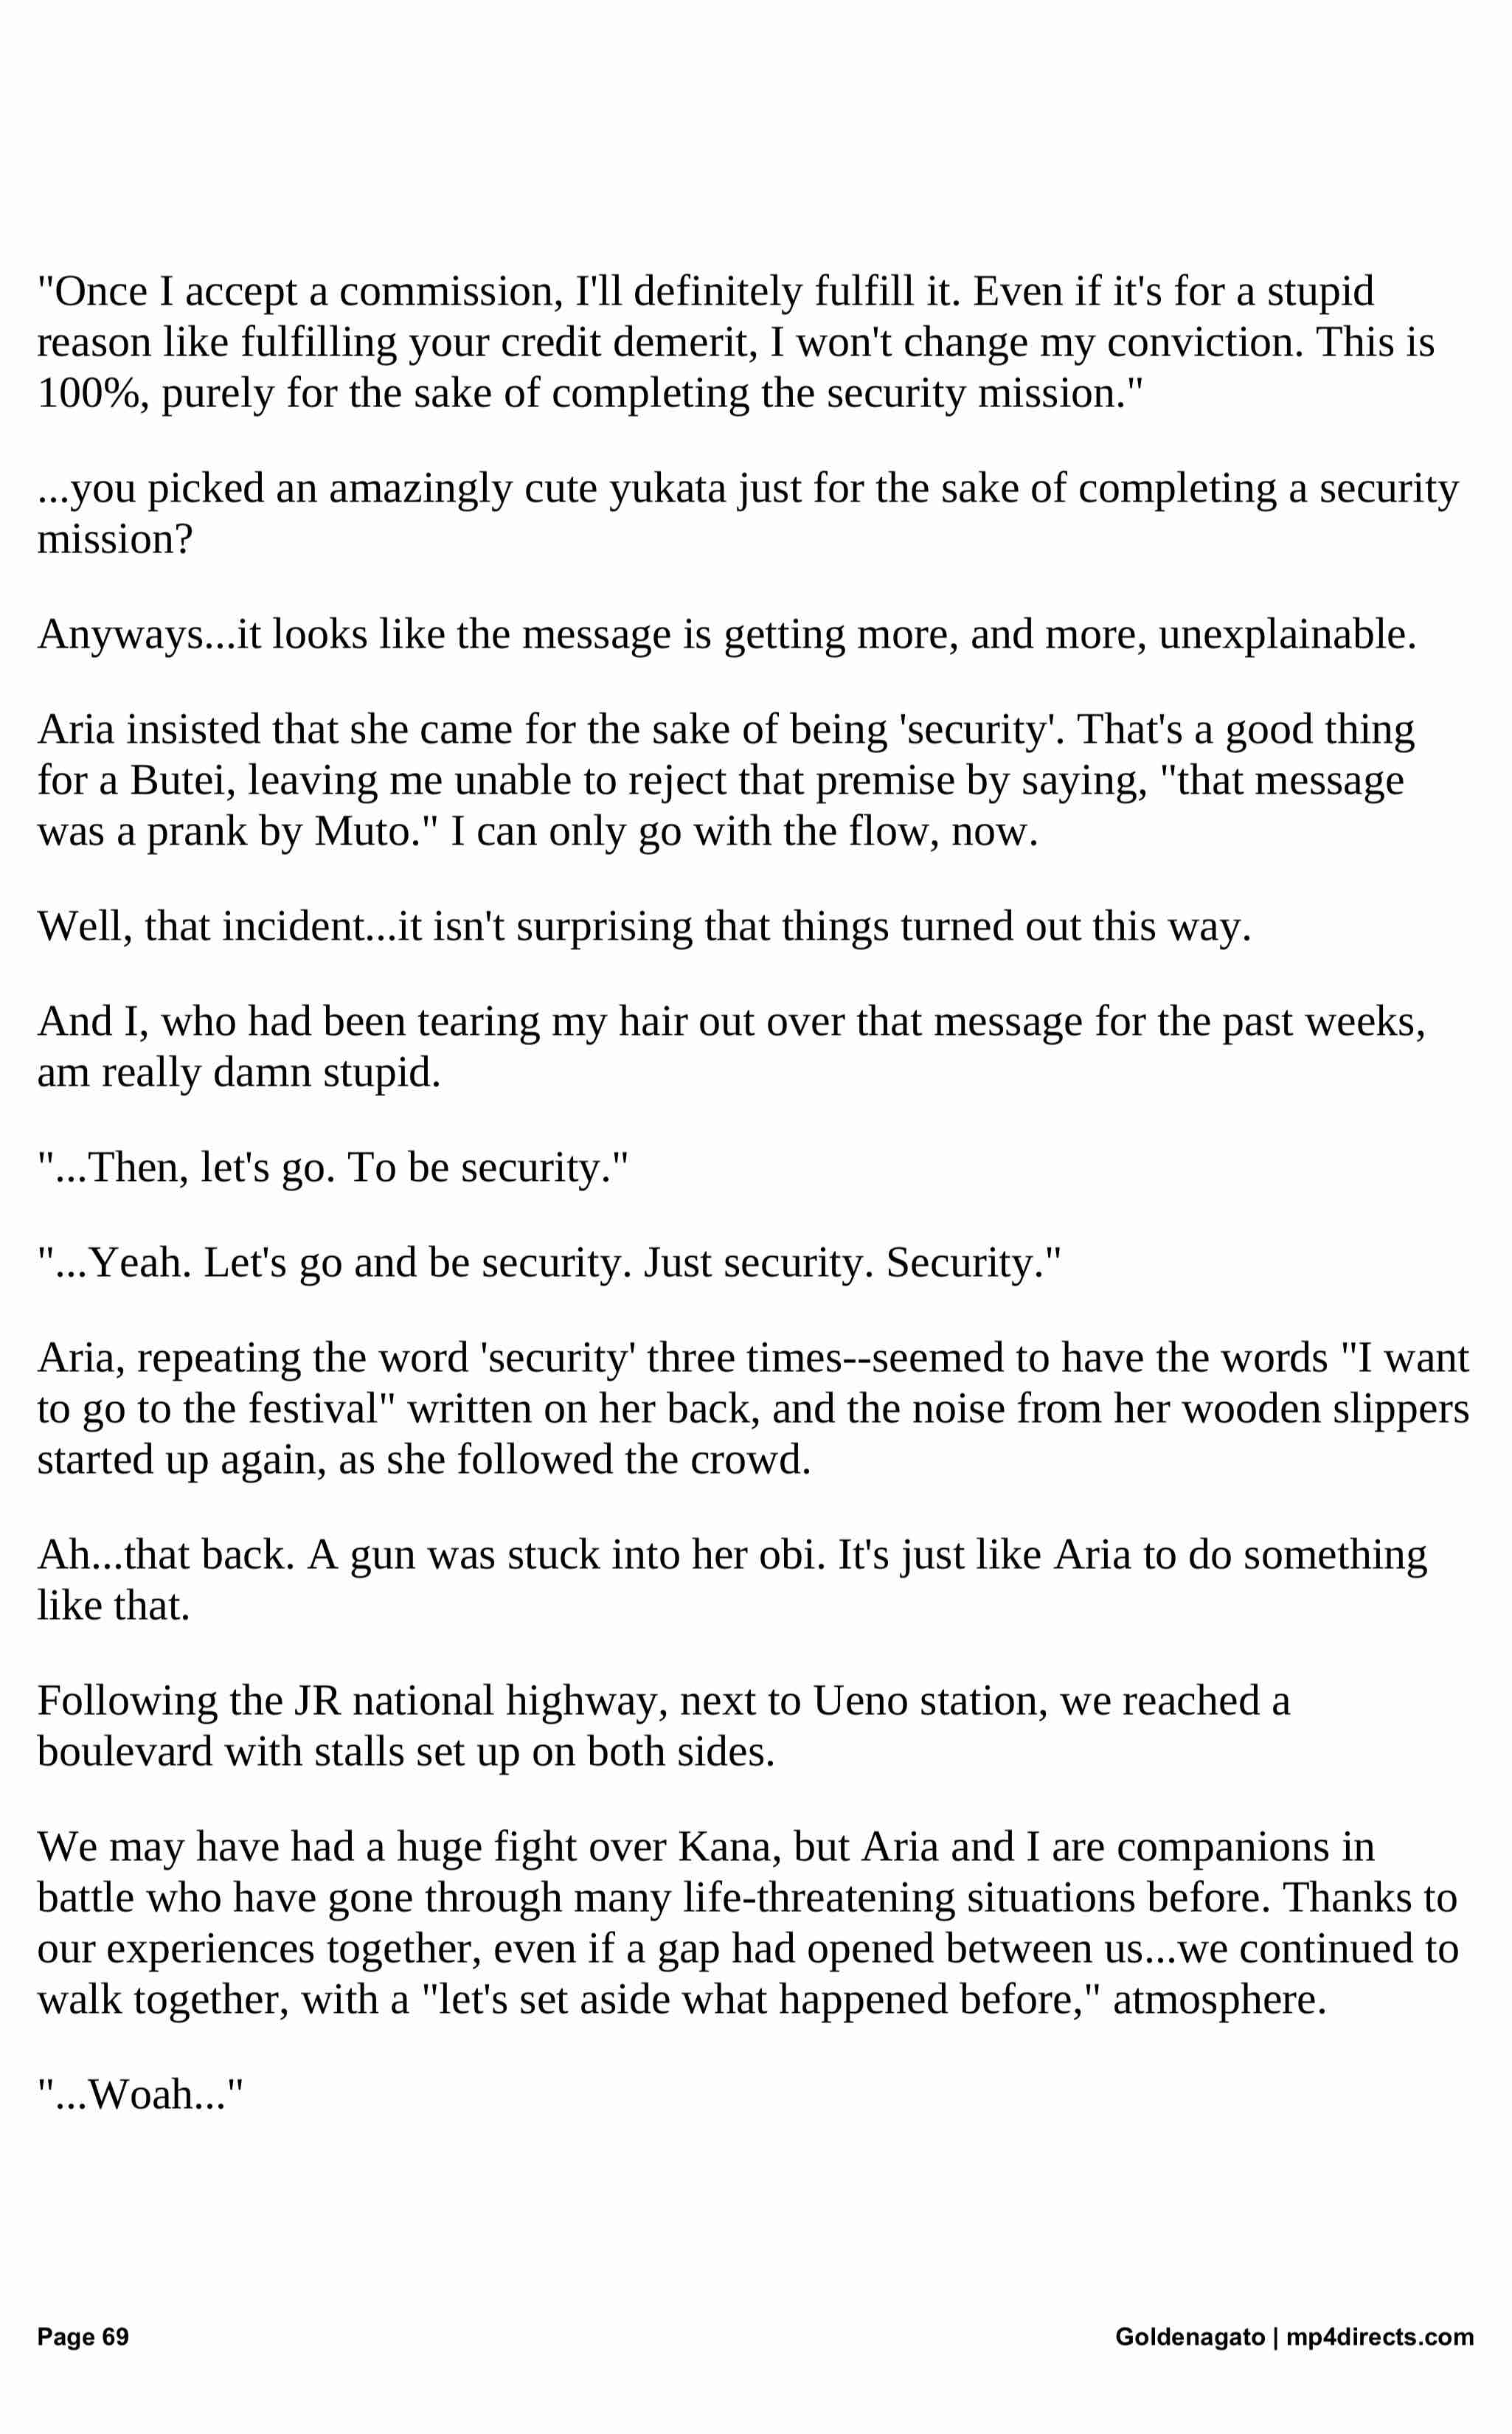 "Once I accept a commission, I'll definitely fulfill it. Even if it's for a stupid
reason like fulfilling your credit demerit, I won't change my conviction. This is
100%, purely for the sake of completing the security mission."
...you picked an amazingly cute yukata just for the sake of completing a security
mission?
Anyways...it looks like the message is getting more, and more, unexplainable.
Aria insisted that she came for the sake of being 'security'. That's a good thing
for a Butei, leaving me unable to reject that premise by saying, "that message
was a prank by Muto." I can only go with the flow, now.
Well, that incident...it isn't surprising that things turned out this way.
And I, who had been tearing my hair out over that message for the past weeks,
am really damn stupid.
"...Then, let's go. To be security."
"...Yeah. Let's go and be security. Just security. Security."
Aria, repeating the word 'security' three times--seemed to have the words "I want
to go to the festival" written on her back, and the noise from her wooden slippers
started up again, as she followed the crowd.
Ah...that back. A gun was stuck into her obi. It's just like Aria to do something
like that.
Following the JR national highway, next to Ueno station, we reached a
boulevard with stalls set up on both sides.
We may have had a huge fight over Kana, but Aria and I are companions in
battle who have gone through many life-threatening situations before. Thanks to
our experiences together, even if a gap had opened between us...we continued to
walk together, with a "let's set aside what happened before," atmosphere.
"...Woah..."
Page 69
Goldenagato | mp4directs.com